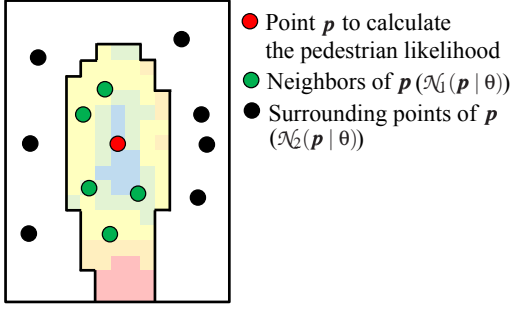 Point p to calculate
the pedestrian likelihood
Neighbors of p (𝒩₁(p | θ))
Surrounding points of p
(𝒩₂(p | θ))